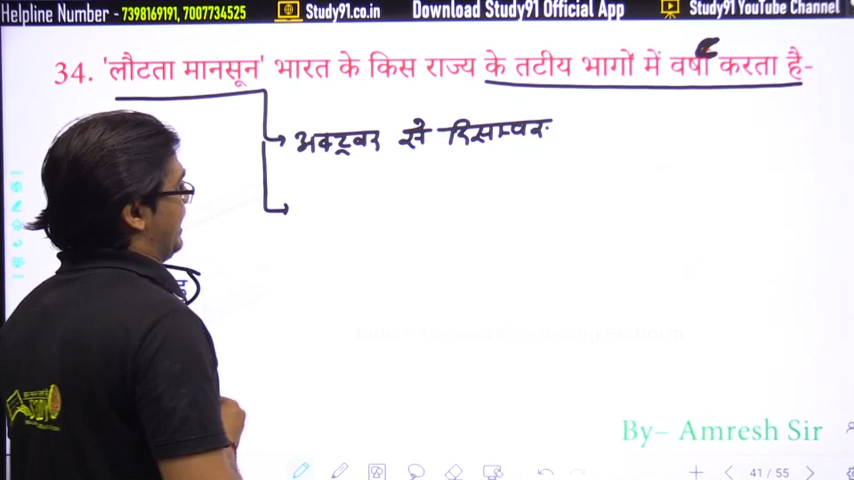 Helpline Number - 7398169191, 7007734525 Study91.co.in Download Study91 Official App Study91 YouTube Channel
34. 'लौटता मानसून' भारत के किस राज्य के तटीय भागों में वर्षा करता है-
अक्टूबर से दिसम्बर
By– Amresh Sir
41 / 55